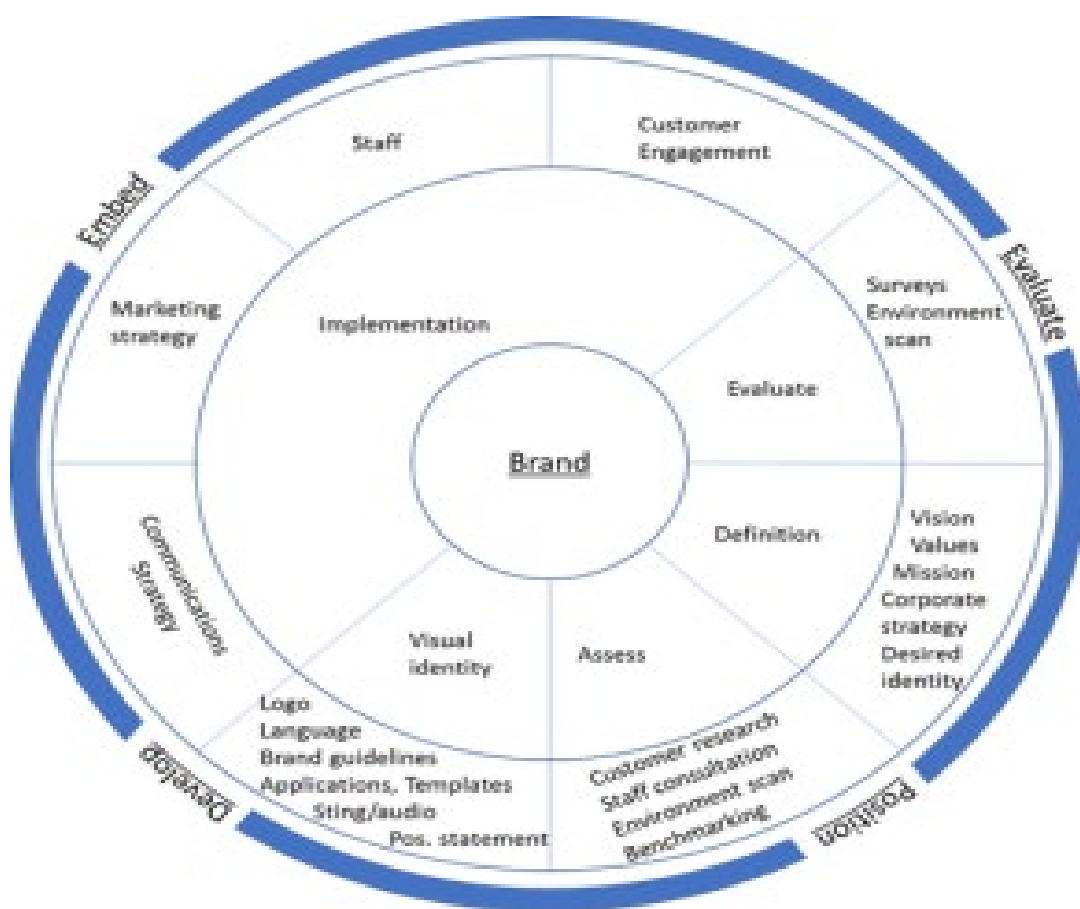 Staff
Customer
Engagement
Embed
Evaluate
Marketing
strategy
Implementation
Surveys
Environment
scan
Evaluate
Brand
Communications
Strategy
Definition
Vision
Values
Mission
Corporate
strategy
Desired
identity
Visual
identity
Assess
Logo
Language
Brand guidelines
Applications, Templates
Sting/audio
Pos. statement
Customer research
Staff consultation
Environment scan
Benchmarking
Develop
Position